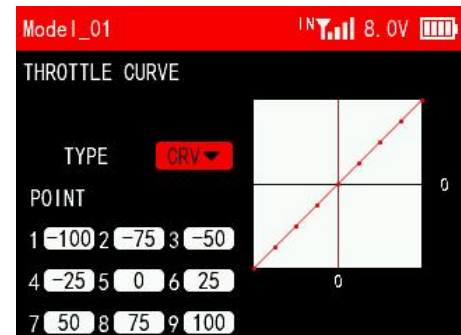 Model_01 IN 8.0V
THROTTLE CURVE
TYPE CRV
POINT
0
1 -100 2 -75 3 -50
4 -25 5 0 6 25
0
7 50 8 75 9 100